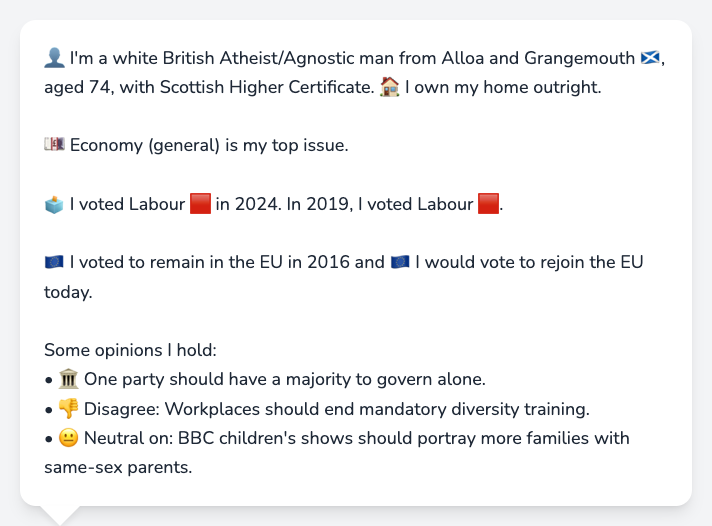 👤 I'm a white British Atheist/Agnostic man from Alloa and Grangemouth 🏴󠁧󠁢󠁳󠁣󠁴󠁿,
aged 74, with Scottish Higher Certificate. 🏠 I own my home outright.
💷 Economy (general) is my top issue.
🗳️ I voted Labour 🟥 in 2024. In 2019, I voted Labour 🟥.
🇪🇺 I voted to remain in the EU in 2016 and 🇪🇺 I would vote to rejoin the EU
today.
Some opinions I hold:
• 🏛️ One party should have a majority to govern alone.
• 👎 Disagree: Workplaces should end mandatory diversity training.
• 😐 Neutral on: BBC children's shows should portray more families with
same-sex parents.